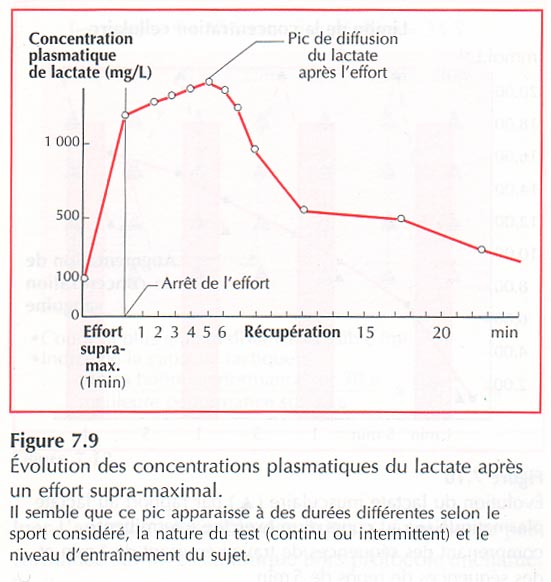 Concentration
plasmatique
de lactate (mg/L)
Pic de diffusion
du lactate
après l'effort
1 000
500
100
0
Arrêt de l'effort
Effort
supra-
max.
(1min)
1 2 3 4 5 6 Récupération 15 20 min
Figure 7.9
Évolution des concentrations plasmatiques du lactate après
un effort supra-maximal.
Il semble que ce pic apparaisse à des durées différentes selon le
sport considéré, la nature du test (continu ou intermittent) et le
niveau d'entraînement du sujet.